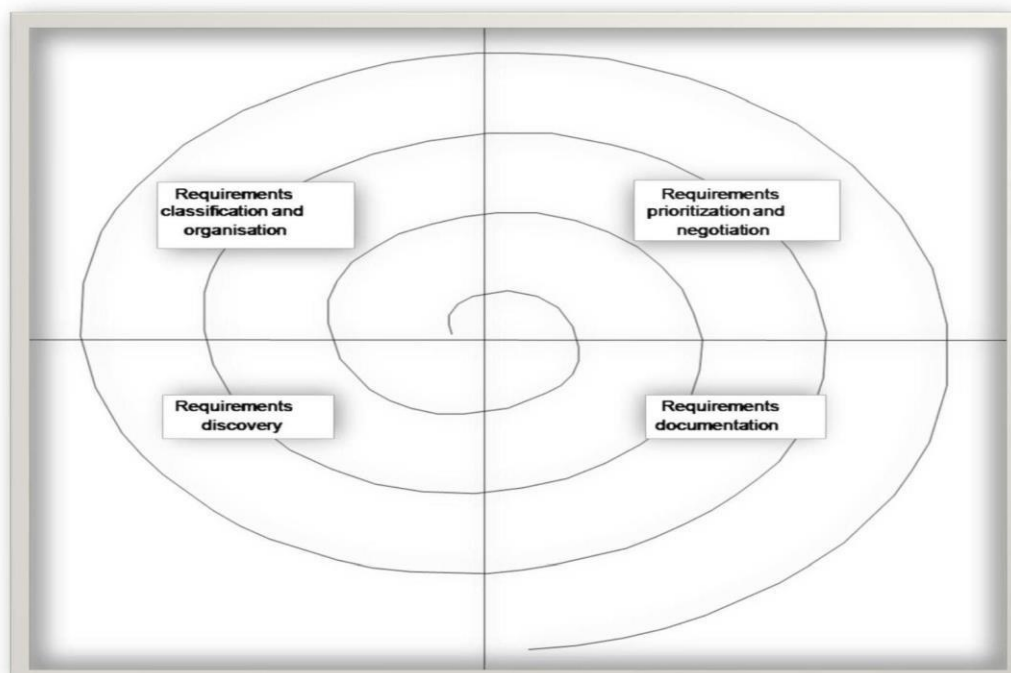 Requirements
classification and
organisation
Requirements
prioritization and
negotiation
Requirements
discovery
Requirements
documentation